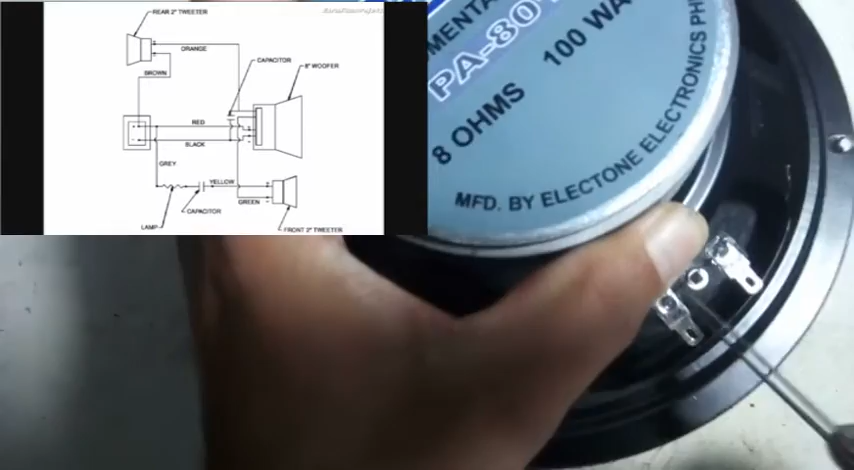 REAR 2" TWEETER
ORANGE
CAPACITOR
8" WOOFER
BROWN
RED
BLACK
GREY
YELLOW
GREEN
CAPACITOR
LAMP
FRONT 2" TWEETER
UMENTA
PA-80
100 WA
8 OHMS
MFD. BY ELECTONE ELECTRONICS PH